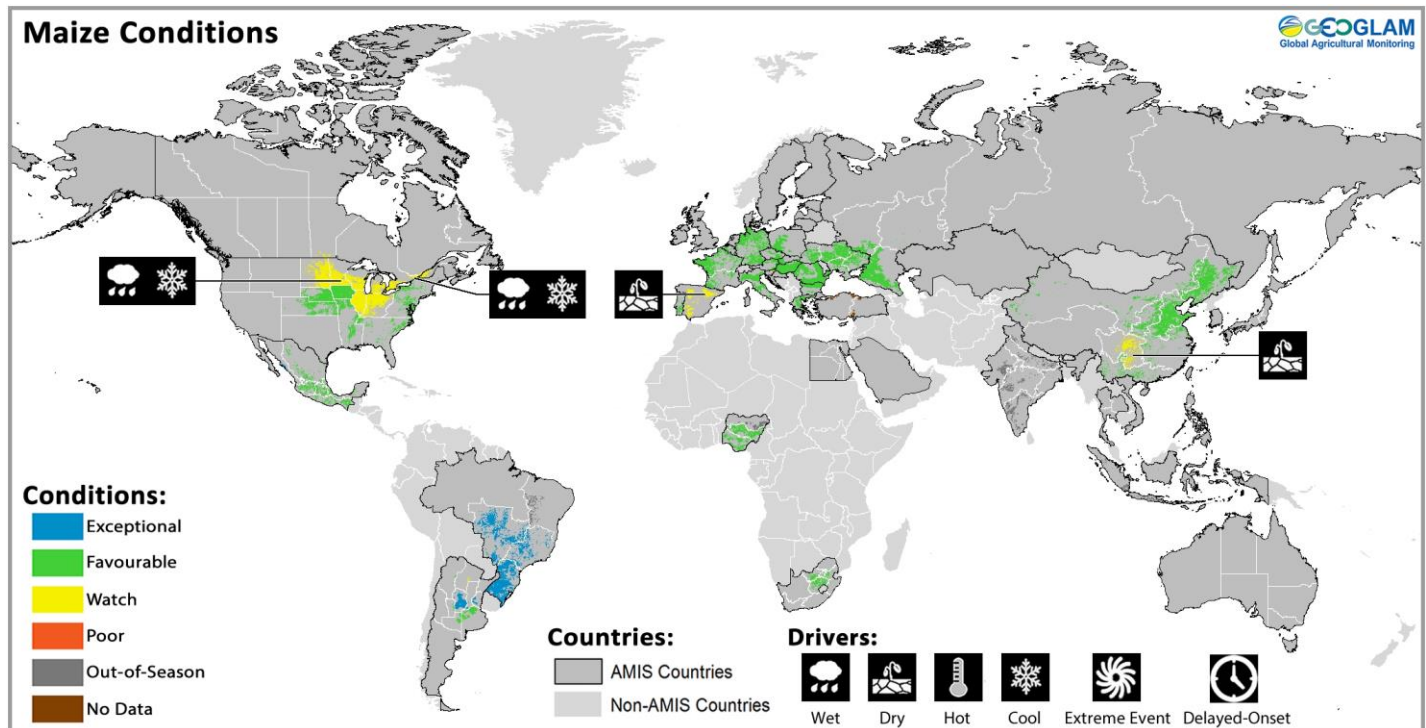 Maize Conditions
GEOGLAM
Global Agricultural Monitoring
Conditions:
Exceptional
Favourable
Watch
Poor
Out-of-Season
No Data
Countries:
AMIS Countries
Non-AMIS Countries
Drivers:
Wet
Dry
Hot
Cool
Extreme Event
Delayed-Onset